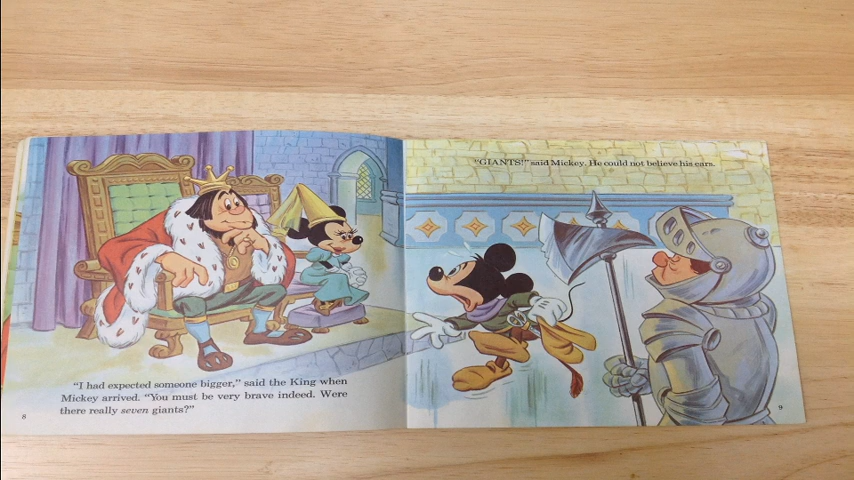 "I had expected someone bigger," said the King when
Mickey arrived. "You must be very brave indeed. Were
there really seven giants?"
8
"GIANTS!" said Mickey. He could not believe his ears.
9